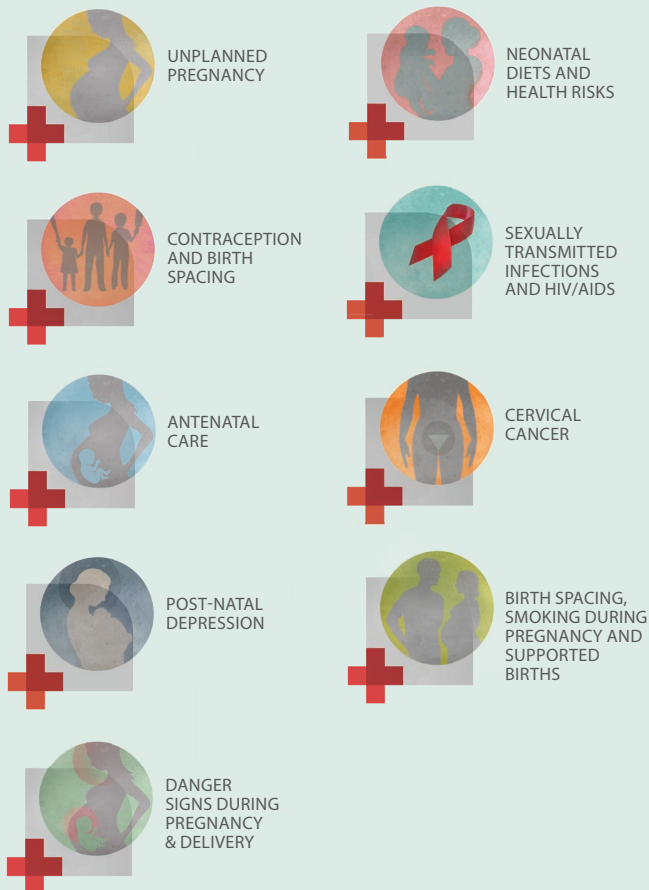 UNPLANNED
PREGNANCY
CONTRACEPTION
AND BIRTH
SPACING
ANTENATAL
CARE
POST-NATAL
DEPRESSION
DANGER
SIGNS DURING
PREGNANCY
& DELIVERY
NEONATAL
DIETS AND
HEALTH RISKS
SEXUALLY
TRANSMITTED
INFECTIONS
AND HIV/AIDS
CERVICAL
CANCER
BIRTH SPACING,
SMOKING DURING
PREGNANCY AND
SUPPORTED
BIRTHS